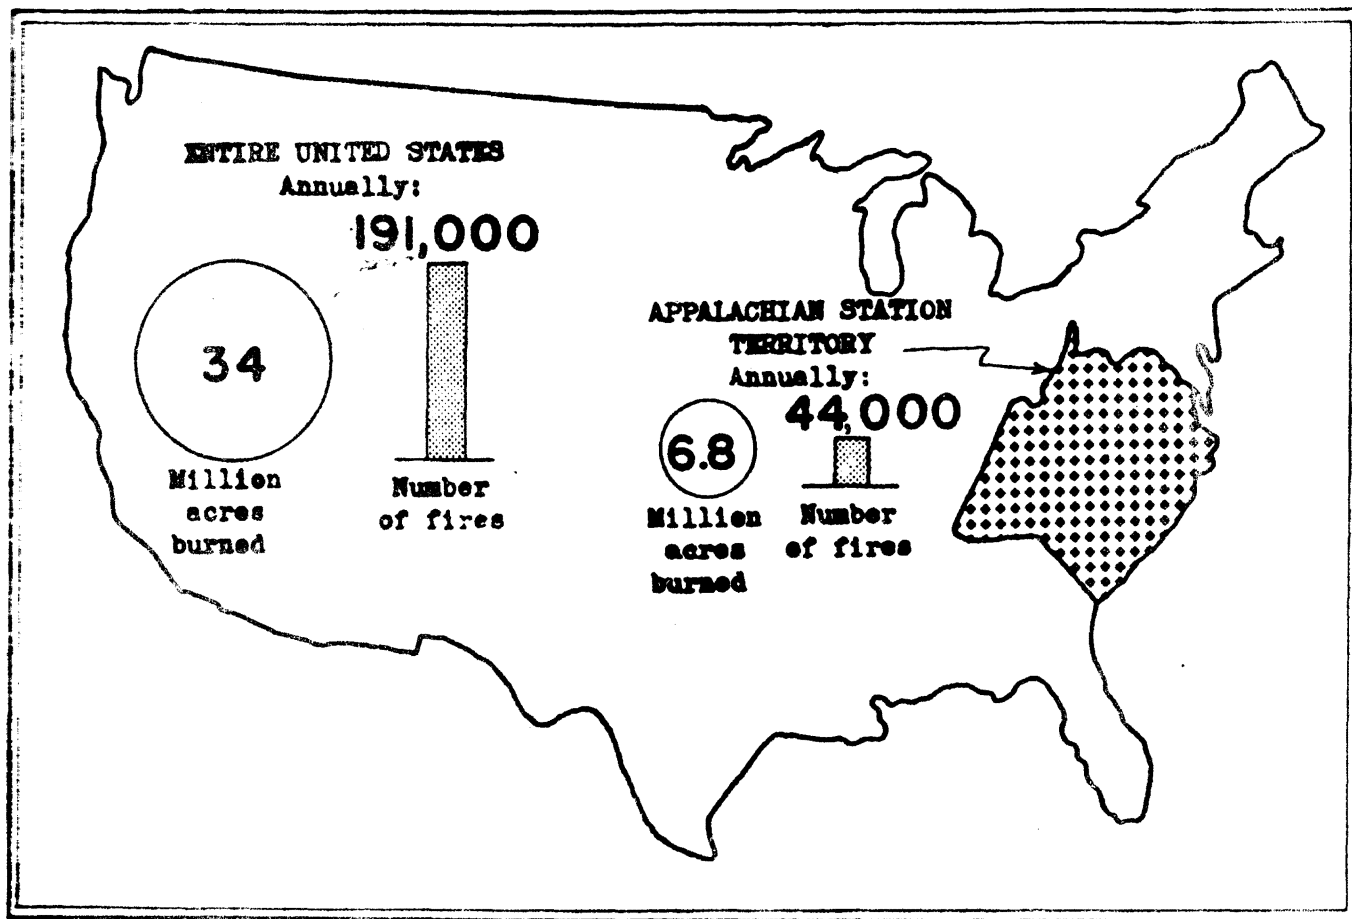 ENTIRE UNITED STATES
Annually:
191,000
34
Million
acres
burned
Number
of fires
APPALACHIAN STATION
TERRITORY
Annually:
44,000
6.8
Million
acres
burned
Number
of fires